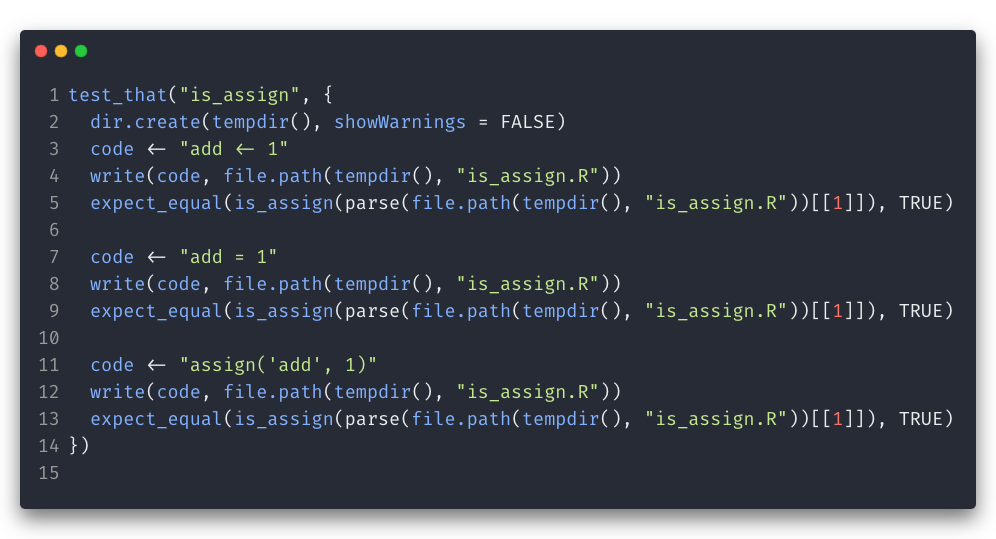 1 test_that("is_assign", {
2   dir.create(tempdir(), showWarnings = FALSE)
3   code <- "add <- 1"
4   write(code, file.path(tempdir(), "is_assign.R"))
5   expect_equal(is_assign(parse(file.path(tempdir(), "is_assign.R"))[[1]]), TRUE)
6
7   code <- "add = 1"
8   write(code, file.path(tempdir(), "is_assign.R"))
9   expect_equal(is_assign(parse(file.path(tempdir(), "is_assign.R"))[[1]]), TRUE)
10
11   code <- "assign('add', 1)"
12   write(code, file.path(tempdir(), "is_assign.R"))
13   expect_equal(is_assign(parse(file.path(tempdir(), "is_assign.R"))[[1]]), TRUE)
14 })
15